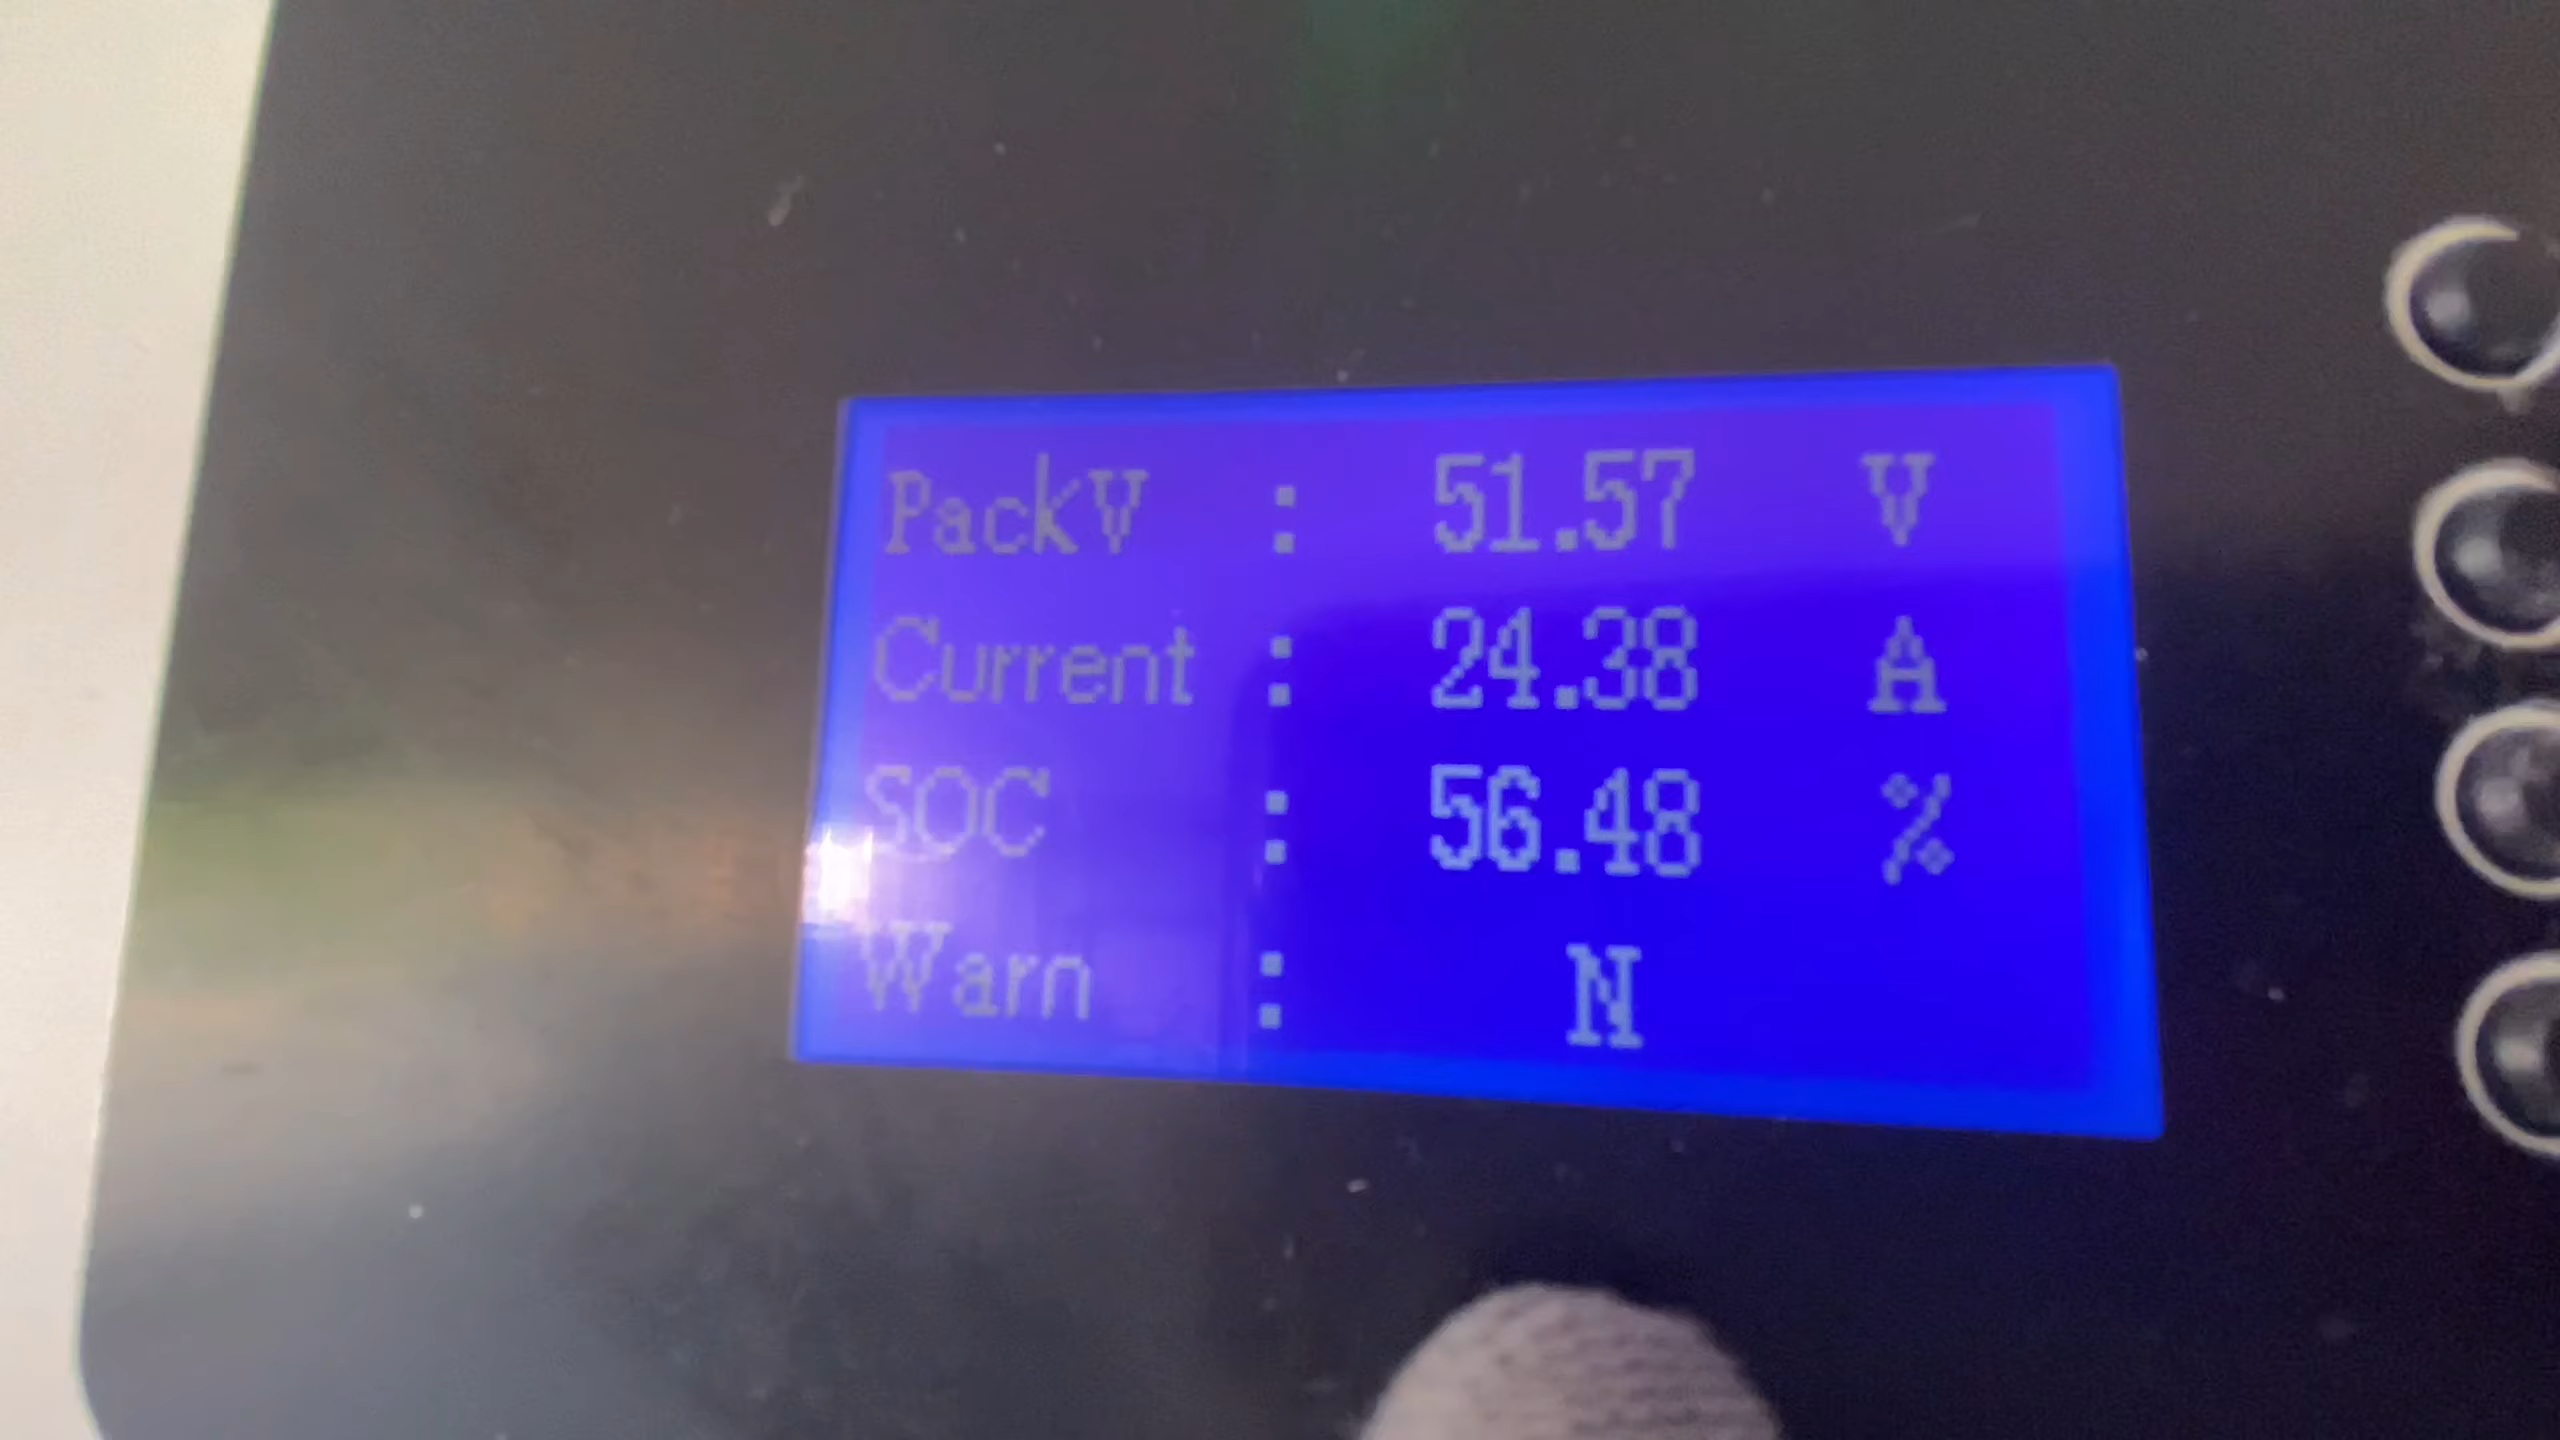 PackV : 51.57 V
Current : 24.38 A
SOC : 56.48 %
Warn : N